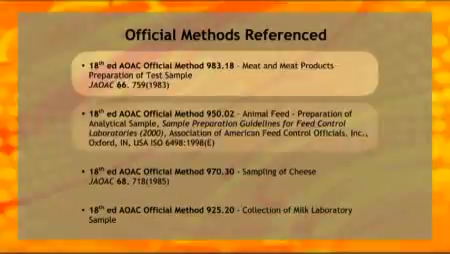 Official Methods Referenced
• 18th ed AOAC Official Method 983.18 - Meat and Meat Products
Preparation of Test Sample
JAOAC 66, 759(1983)
• 18th ed AOAC Official Method 950.02 - Animal Feed - Preparation of
Analytical Sample, Sample Preparation Guidelines for Feed Control
Laboratories (2000), Association of American Feed Control Officials, Inc.,
Oxford, IN, USA ISO 6498:1998(E)
• 18th ed AOAC Official Method 970.30 - Sampling of Cheese
JAOAC 68, 718(1985)
• 18th ed AOAC Official Method 925.20 - Collection of Milk Laboratory
Sample